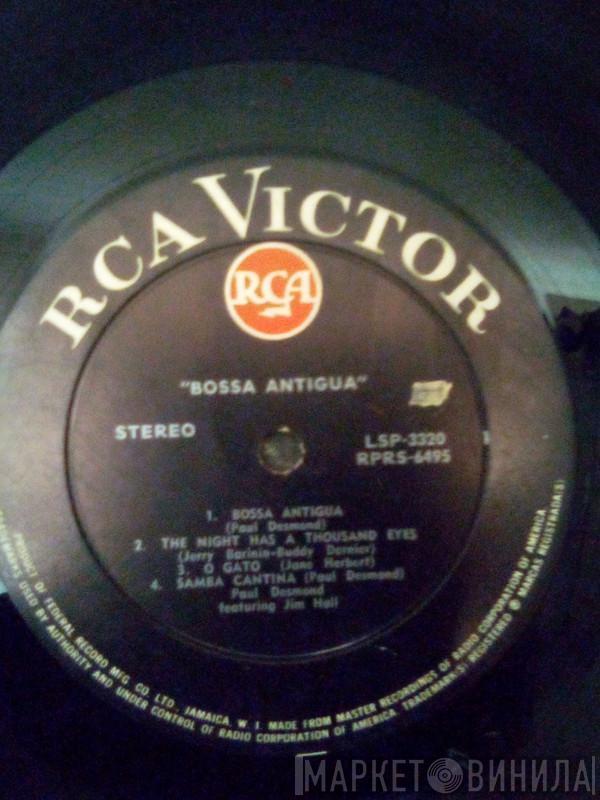 RCA VICTOR
RCA
"BOSSA ANTIGUA"
STEREO
LSP-3320
RPRS-6495
1. BOSSA ANTIGUA
(Paul Desmond)
2. THE NIGHT HAS A THOUSAND EYES
(Jerry Barinin-Buddy Dernier)
3. O GATO (Jane Herbert)
4. SAMBA CANTINA (Paul Desmond)
Paul Desmond
featuring Jim Hall
PRODUCT OF FEDERAL RECORD MFG. CO. LTD., JAMAICA, W. I. MADE FROM MASTER RECORDINGS OF RADIO CORPORATION OF AMERICA
TRADEMARKS USED BY AUTHORITY AND UNDER CONTROL OF RADIO CORPORATION OF AMERICA. TRADEMARK(S) REGISTERED ® MARCAS REGISTRADA(S)
МАРКЕТ ВИНИЛА